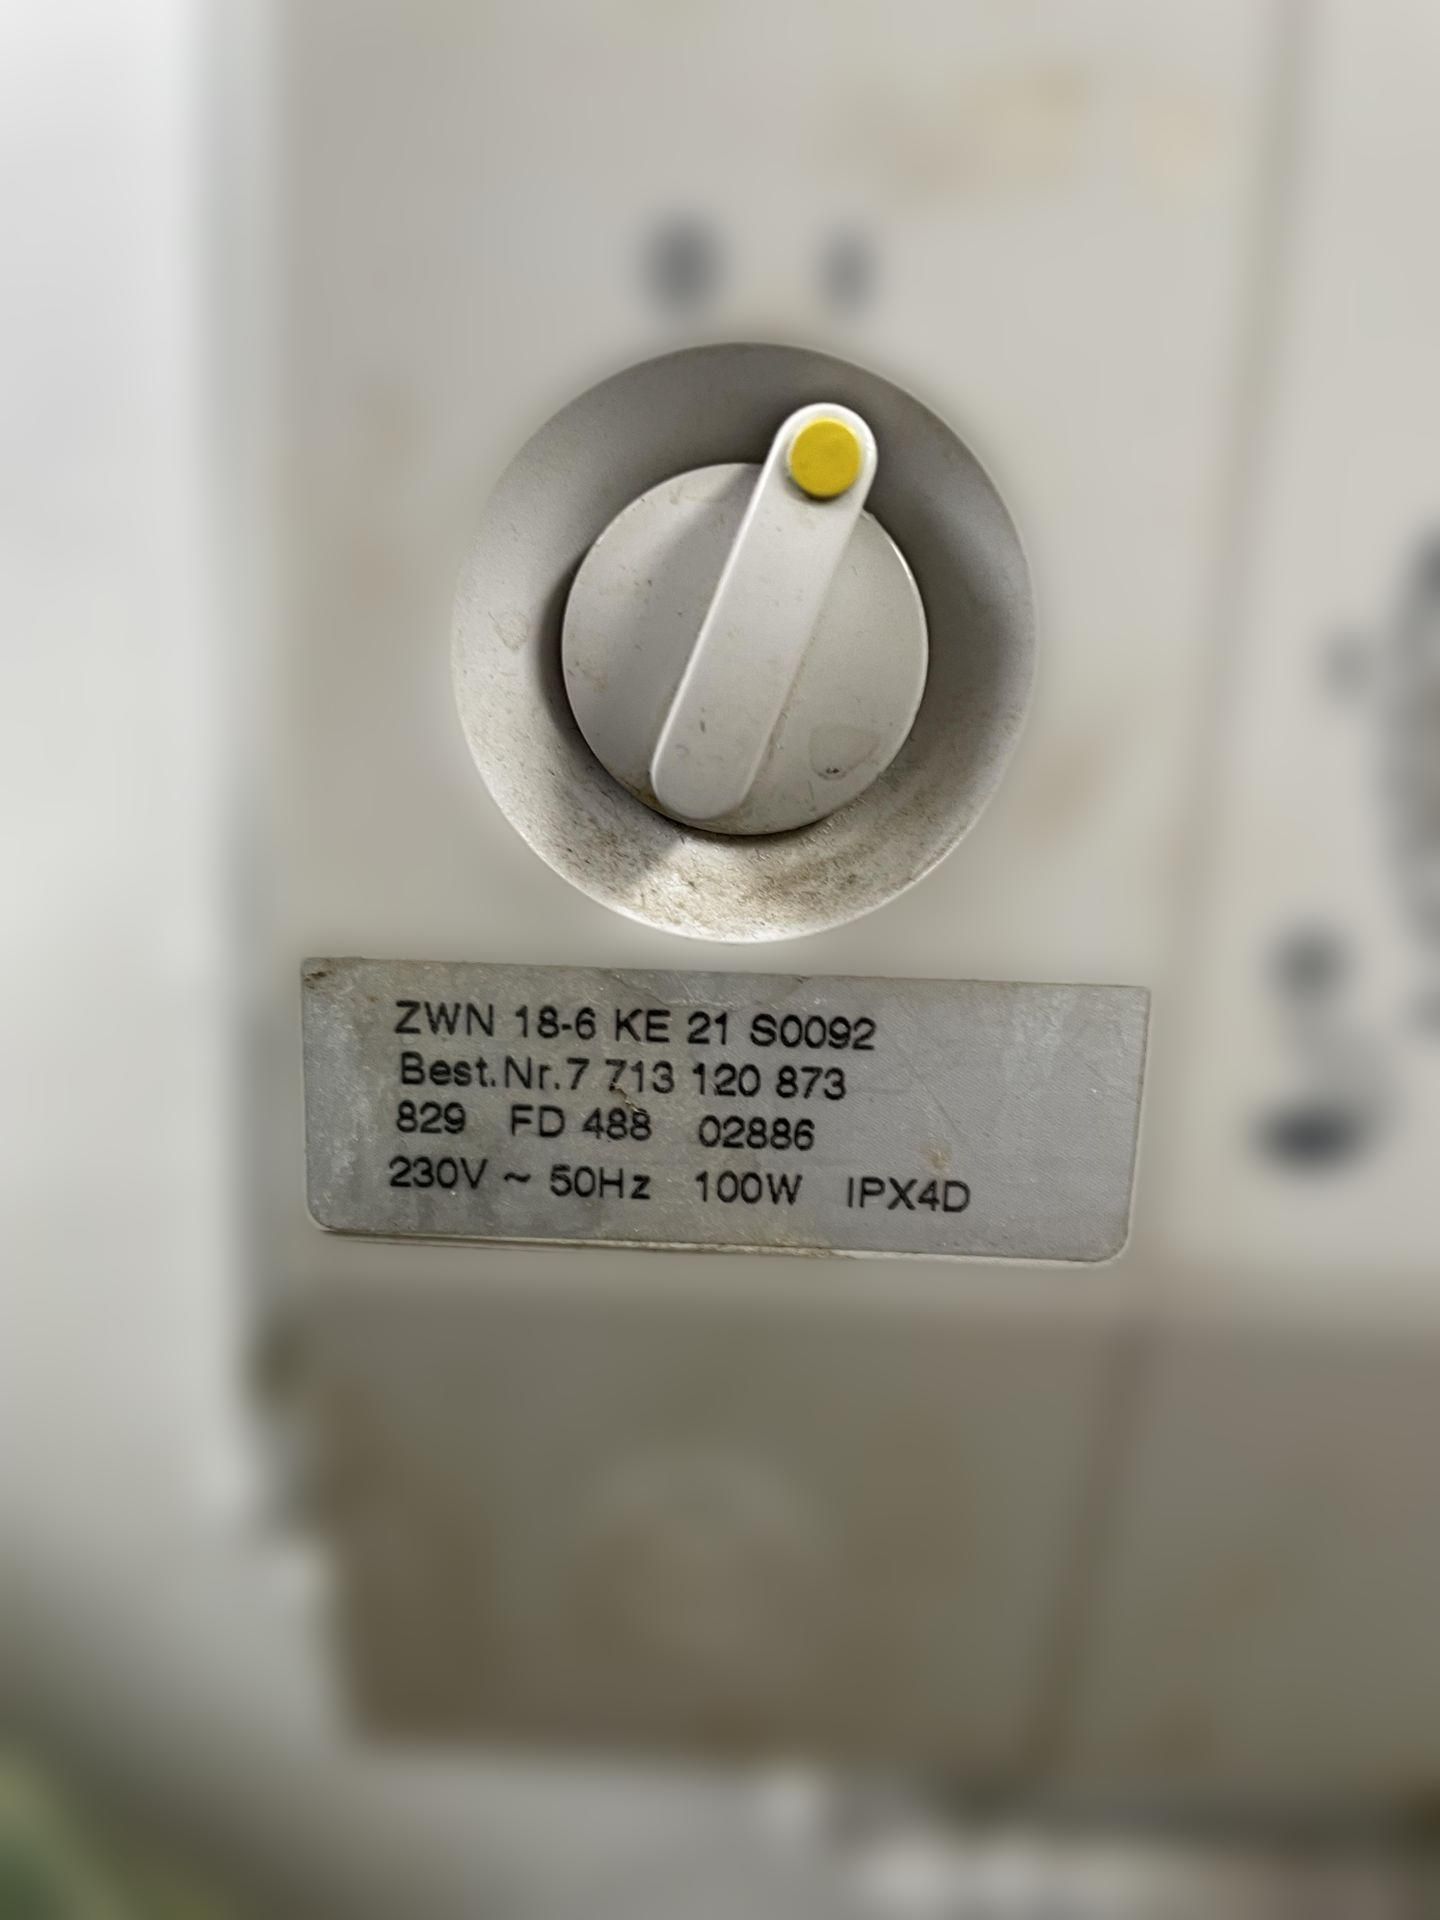 ZWN 18-6 KE 21 S0092
Best.Nr.7 713 120 873
829 FD 488 02886
230V ~ 50Hz 100W IPX4D